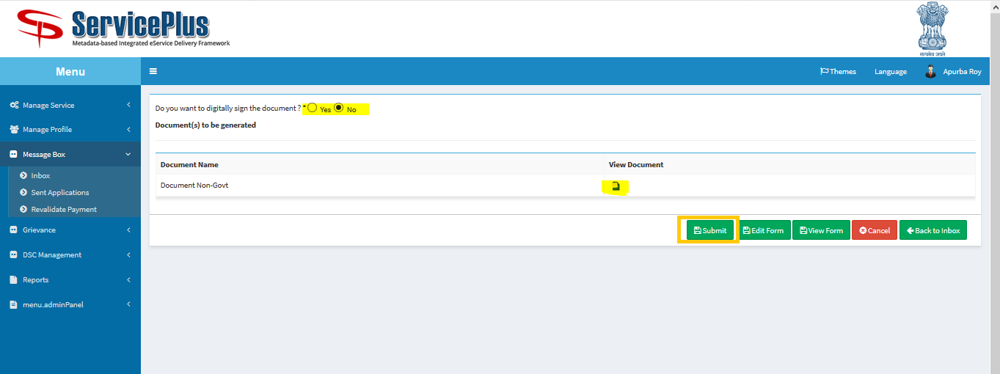 ServicePlus
Metadata-based Integrated eService Delivery Framework
सत्यमेव जयते
Menu
Themes Language Apurba Roy
Manage Service
Manage Profile
Message Box
Inbox
Sent Applications
Revalidate Payment
Grievance
DSC Management
Reports
menu.adminPanel
Do you want to digitally sign the document ? * Yes No
Document(s) to be generated
Document Name View Document
Document Non-Govt
Submit Edit Form View Form Cancel Back to Inbox